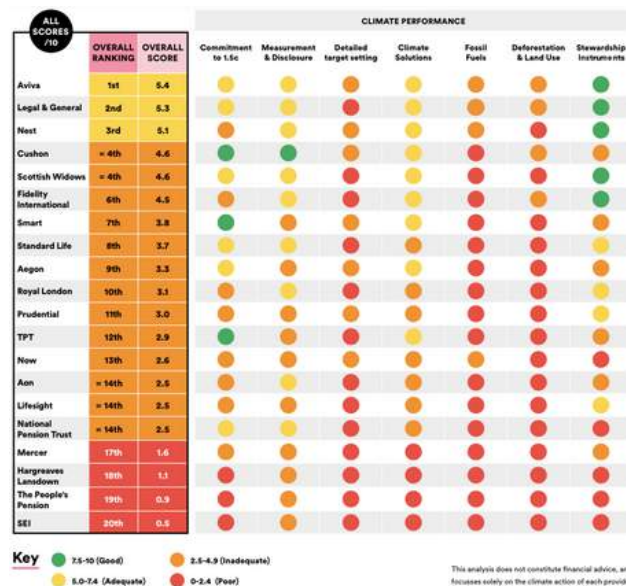 ALL
SCORES
/10
CLIMATE PERFORMANCE
OVERALL RANKING OVERALL SCORE Commitment to 1.5c Measurement & Disclosure Detailed target setting Climate Solutions Fossil Fuels Deforestation & Land Use Stewardship Instruments
Aviva 1st 5.4
Legal & General 2nd 5.3
Nest 3rd 5.1
Cushon = 4th 4.6
Scottish Widows = 4th 4.6
Fidelity International 6th 4.5
Smart 7th 3.8
Standard Life 8th 3.7
Aegon 9th 3.3
Royal London 10th 3.1
Prudential 11th 3.0
TPT 12th 2.9
Now 13th 2.6
Aon = 14th 2.5
Lifesight = 14th 2.5
National Pension Trust = 14th 2.5
Mercer 17th 1.6
Hargreaves Lansdown 18th 1.1
The People's Pension 19th 0.9
SEI 20th 0.5
Key
7.5-10 (Good) 2.5-4.9 (Inadequate)
5.0-7.4 (Adequate) 0-2.4 (Poor)
This analysis does not constitute financial advice, an
focusses solely on the climate action of each provid